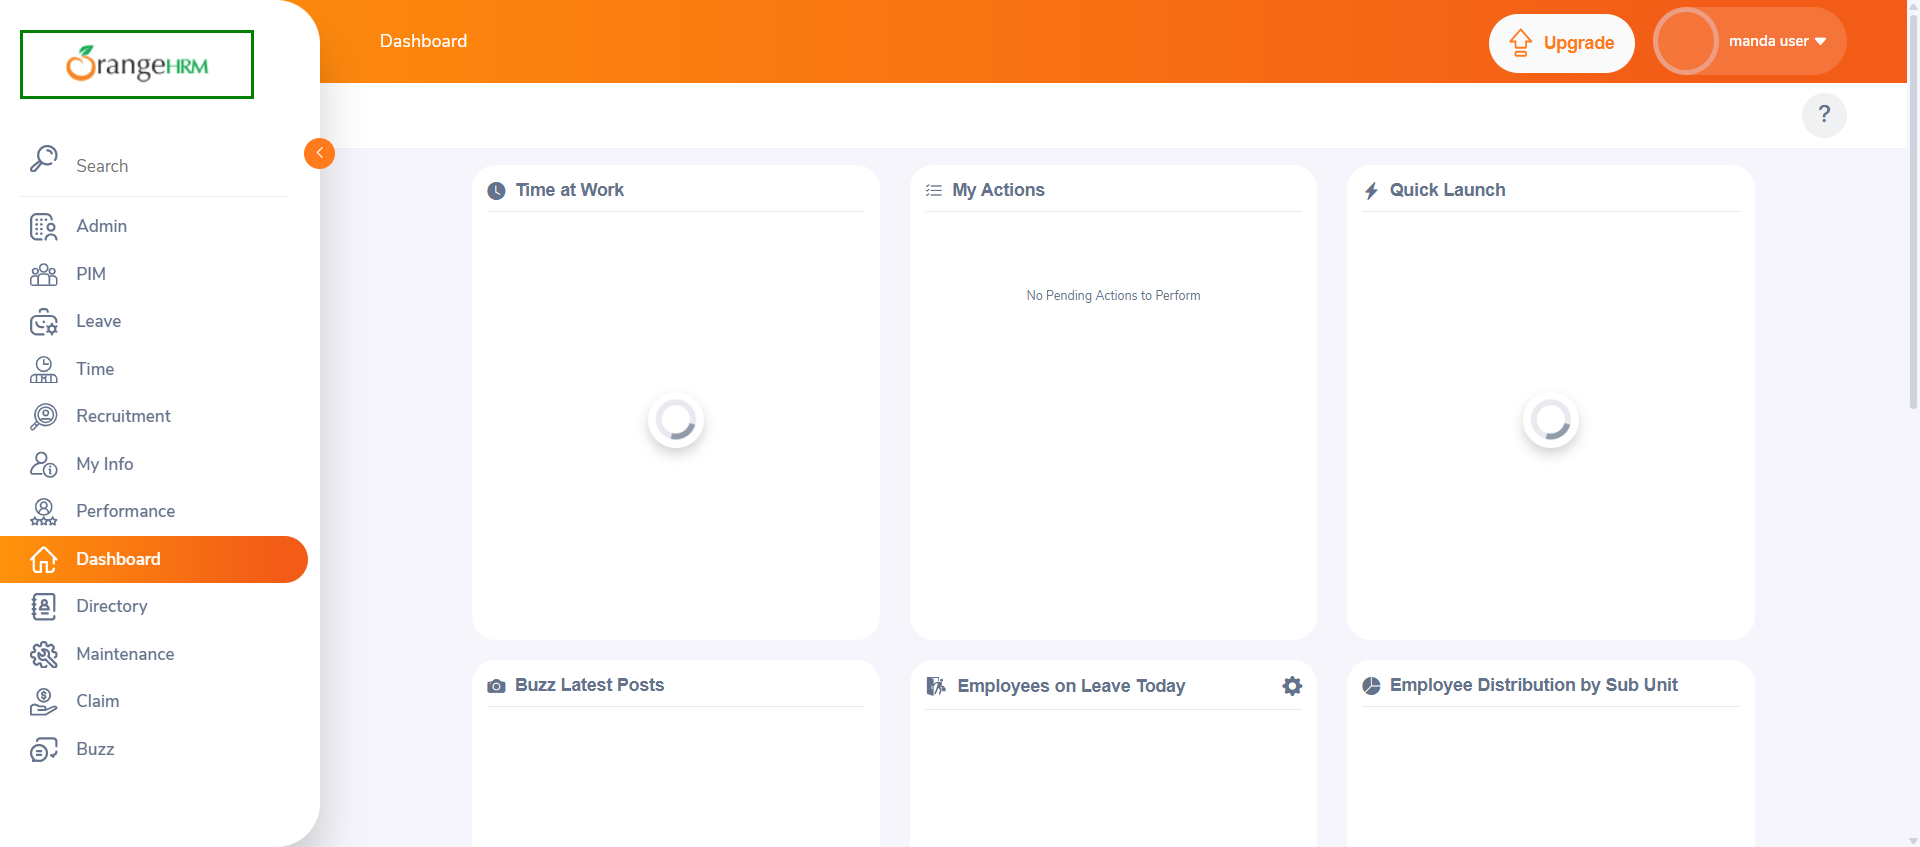 OrangeHRM
Search
Admin
PIM
Leave
Time
Recruitment
My Info
Performance
Dashboard
Directory
Maintenance
Claim
Buzz
Dashboard
Upgrade
manda user
?
Time at Work
My Actions
No Pending Actions to Perform
Quick Launch
Buzz Latest Posts
Employees on Leave Today
Employee Distribution by Sub Unit